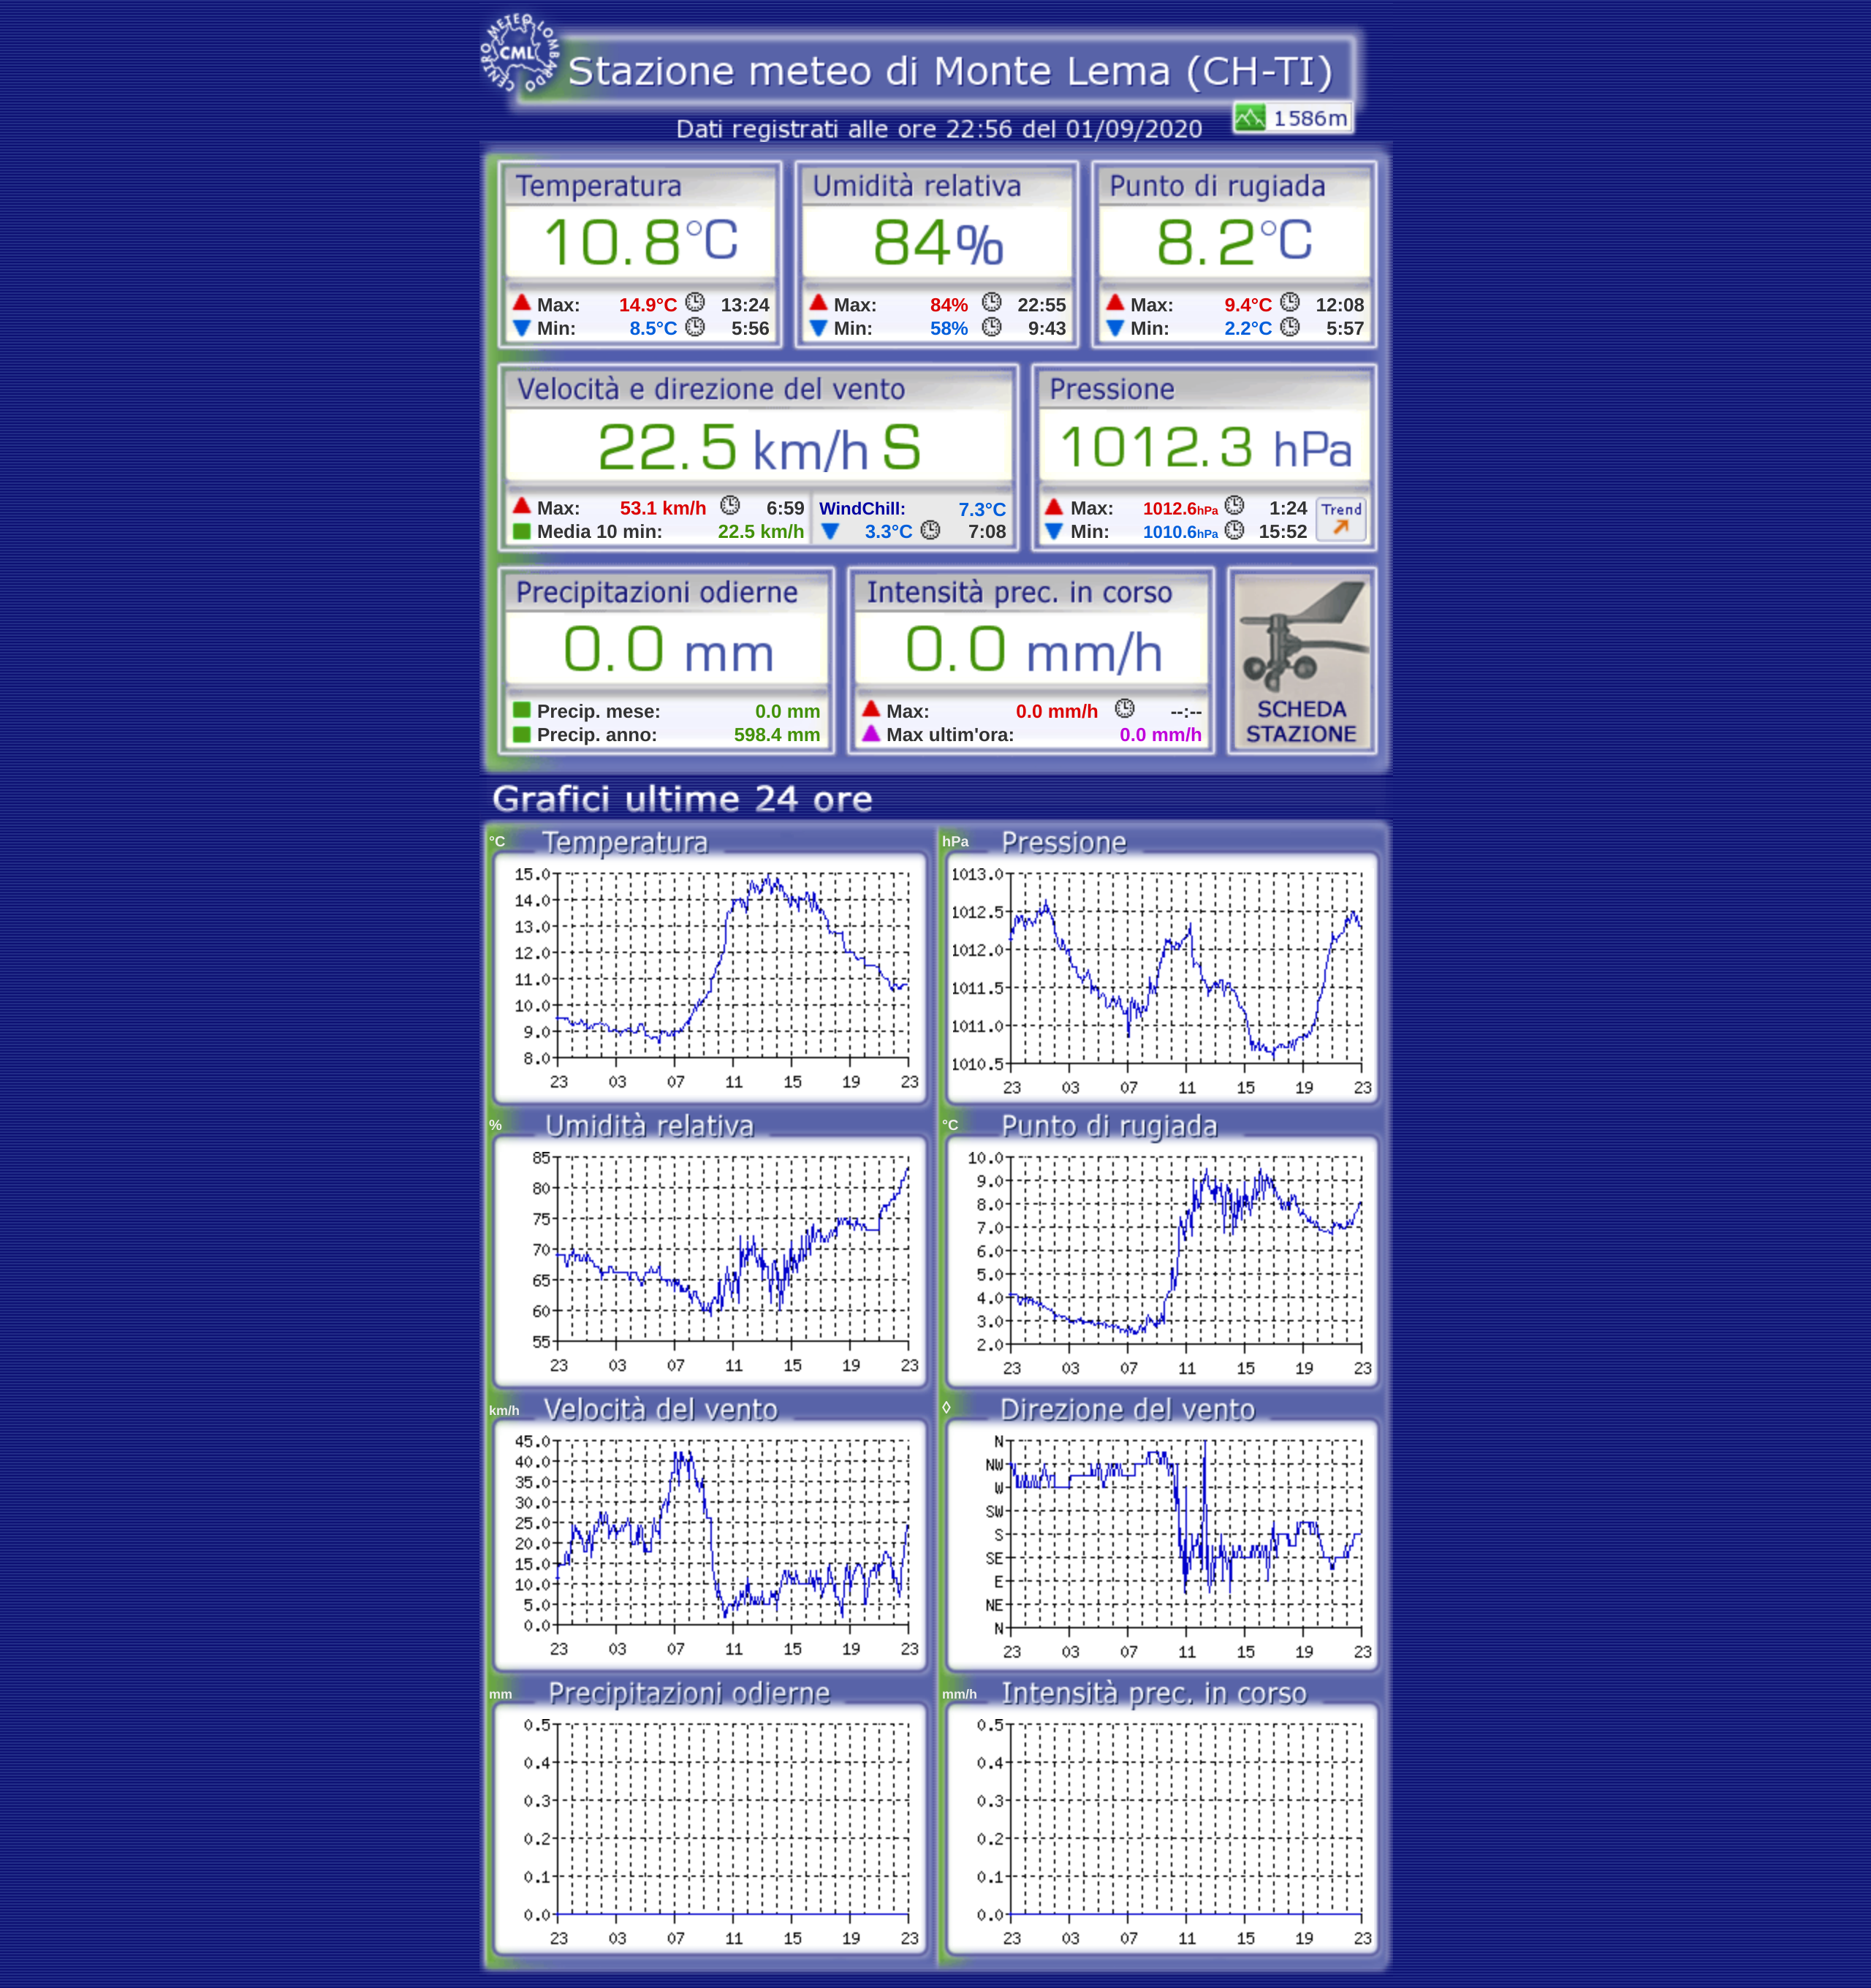 CENTRO METEO LOMBARDO
CML
Stazione meteo di Monte Lema (CH-TI)
1586m
Dati registrati alle ore 22:56 del 01/09/2020
Temperatura Umidità relativa Punto di rugiada
10.8°C 84% 8.2°C
Max: 14.9°C 13:24 Max: 84% 22:55 Max: 9.4°C 12:08
Min: 8.5°C 5:56 Min: 58% 9:43 Min: 2.2°C 5:57
Velocità e direzione del vento Pressione
22.5 km/h S 1012.3 hPa
Max: 53.1 km/h 6:59 WindChill: 7.3°C Max: 1012.6hPa 1:24 Trend
Media 10 min: 22.5 km/h 3.3°C 7:08 Min: 1010.6hPa 15:52
Precipitazioni odierne Intensità prec. in corso
0.0 mm 0.0 mm/h
Precip. mese: 0.0 mm Max: 0.0 mm/h --:-- SCHEDA
Precip. anno: 598.4 mm Max ultim'ora: 0.0 mm/h STAZIONE
Grafici ultime 24 ore
°C Temperatura
15.0
14.0
13.0
12.0
11.0
10.0
9.0
8.0
23 03 07 11 15 19 23
hPa Pressione
1013.0
1012.5
1012.0
1011.5
1011.0
1010.5
23 03 07 11 15 19 23
% Umidità relativa
85
80
75
70
65
60
55
23 03 07 11 15 19 23
°C Punto di rugiada
10.0
9.0
8.0
7.0
6.0
5.0
4.0
3.0
2.0
23 03 07 11 15 19 23
km/h Velocità del vento
45.0
40.0
35.0
30.0
25.0
20.0
15.0
10.0
5.0
0.0
23 03 07 11 15 19 23
◊ Direzione del vento
N
NW
W
SW
S
SE
E
NE
N
23 03 07 11 15 19 23
mm Precipitazioni odierne
0.5
0.4
0.3
0.2
0.1
0.0
23 03 07 11 15 19 23
mm/h Intensità prec. in corso
0.5
0.4
0.3
0.2
0.1
0.0
23 03 07 11 15 19 23